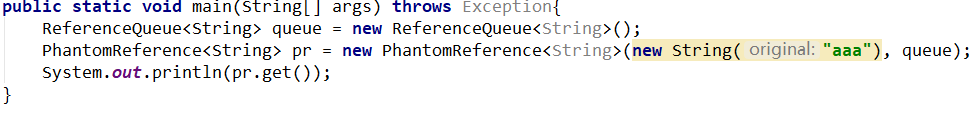 public static void main(String[] args) throws Exception{
ReferenceQueue<String> queue = new ReferenceQueue<String>();
PhantomReference<String> pr = new PhantomReference<String>(new String( original: "aaa"), queue);
System.out.println(pr.get());
}